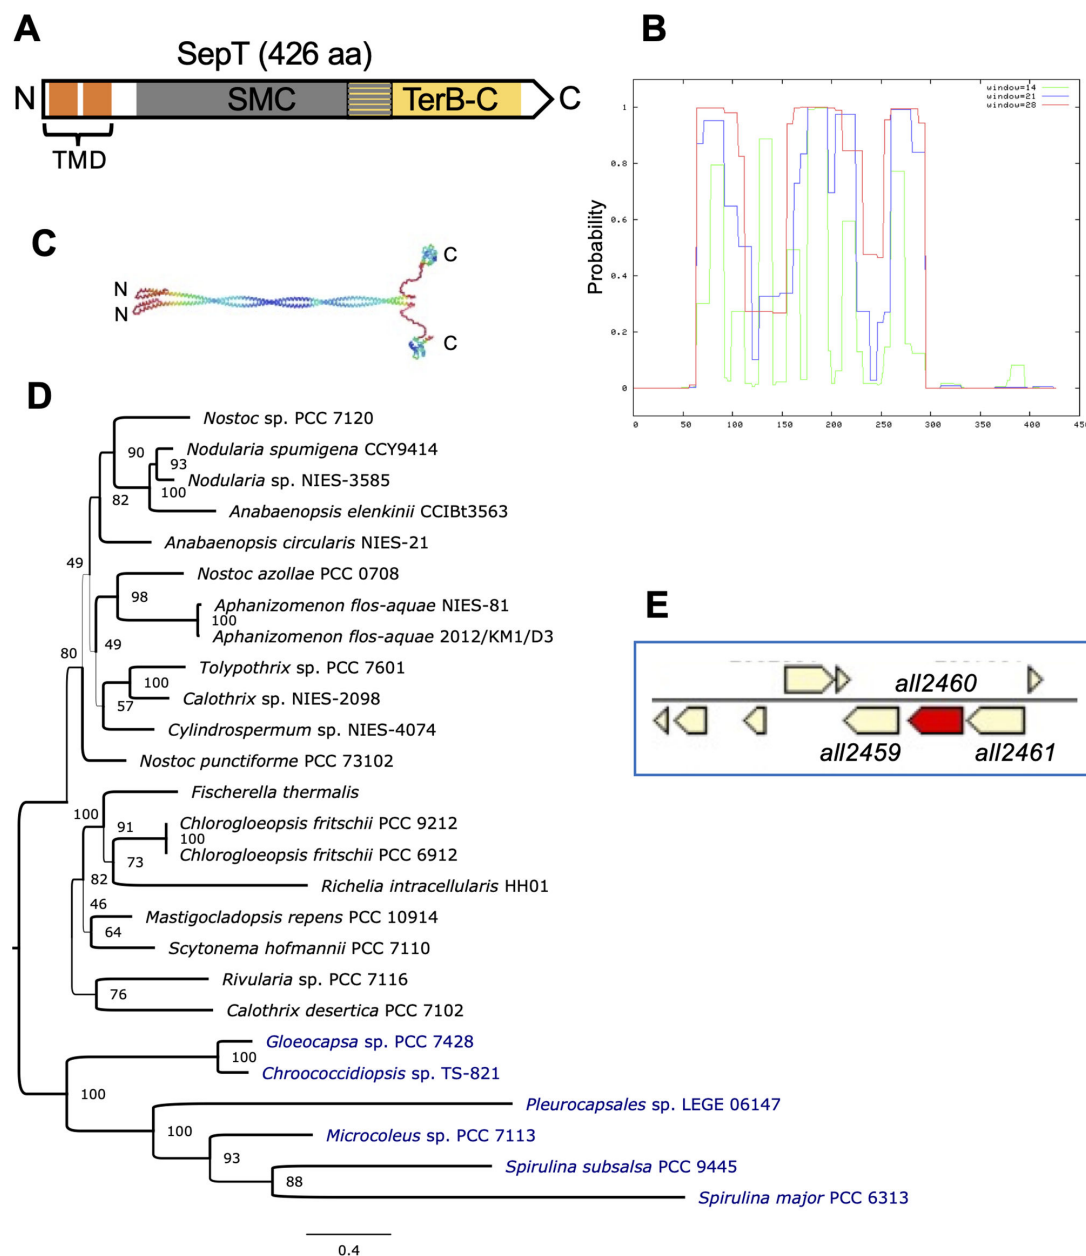 A
SepT (426 aa)
N
SMC
TerB-C
C
TMD
B
window=14
window=21
window=28
Probability
1
0.8
0.6
0.4
0.2
0
0 50 100 150 200 250 300 350 400 450
C
N
N
C
C
D
Nostoc sp. PCC 7120
90
Nodularia spumigena CCY9414
93
Nodularia sp. NIES-3585
100
82
Anabaenopsis elenkinii CCIBt3563
Anabaenopsis circularis NIES-21
49
Nostoc azollae PCC 0708
98
Aphanizomenon flos-aquae NIES-81
100
Aphanizomenon flos-aquae 2012/KM1/D3
49
80
Tolypothrix sp. PCC 7601
100
Calothrix sp. NIES-2098
57
Cylindrospermum sp. NIES-4074
Nostoc punctiforme PCC 73102
Fischerella thermalis
100
91
Chlorogloeopsis fritschii PCC 9212
100
Chlorogloeopsis fritschii PCC 6912
73
82
Richelia intracellularis HH01
46
Mastigocladopsis repens PCC 10914
64
Scytonema hofmannii PCC 7110
Rivularia sp. PCC 7116
76
Calothrix desertica PCC 7102
Gloeocapsa sp. PCC 7428
100
Chroococcidiopsis sp. TS-821
100
Pleurocapsales sp. LEGE 06147
100
Microcoleus sp. PCC 7113
93
Spirulina subsalsa PCC 9445
88
Spirulina major PCC 6313
0.4
E
all2460
all2459
all2461